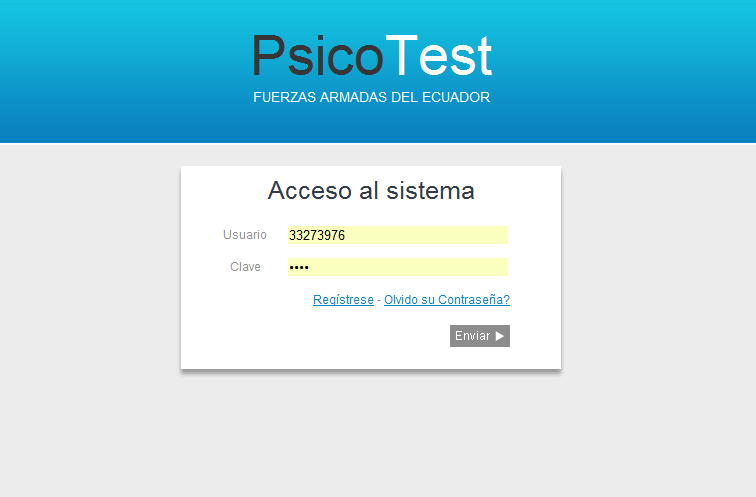 PsicoTest
FUERZAS ARMADAS DEL ECUADOR
Acceso al sistema
Usuario 33273976
Clave ••••
Regístrese - Olvido su Contraseña?
Enviar ▶